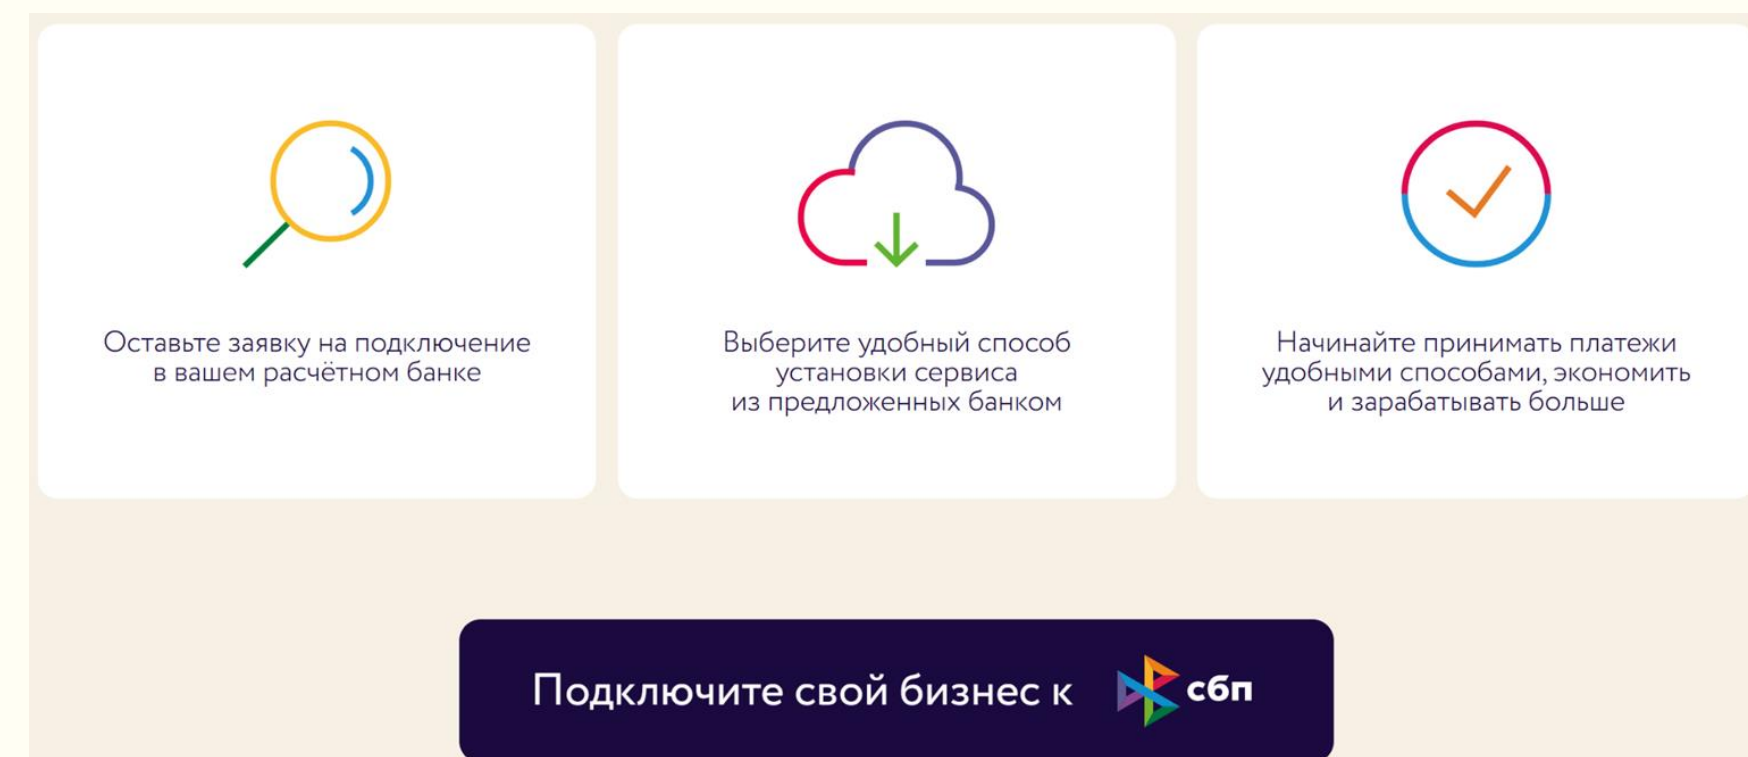 Оставьте заявку на подключение
в вашем расчётном банке
Выберите удобный способ
установки сервиса
из предложенных банком
Начинайте принимать платежи
удобными способами, экономить
и зарабатывать больше
Подключите свой бизнес к сбп